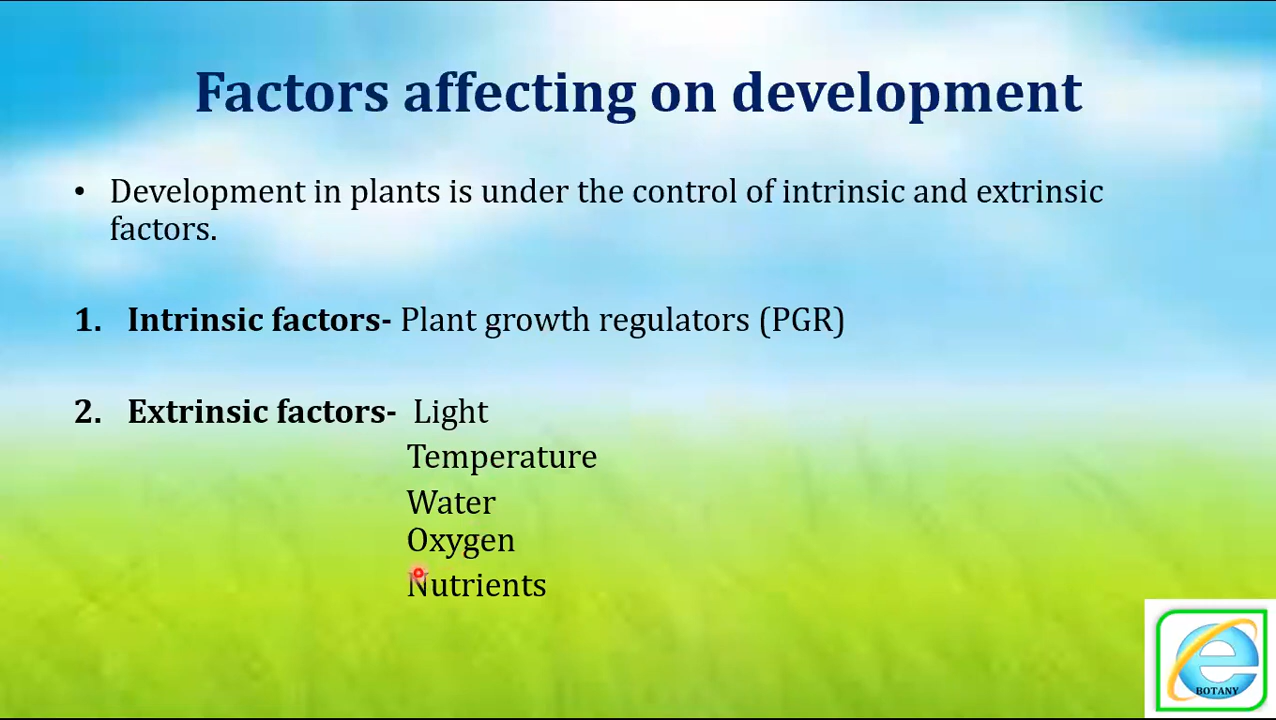 Factors affecting on development
• Development in plants is under the control of intrinsic and extrinsic
factors.
1. Intrinsic factors- Plant growth regulators (PGR)
2. Extrinsic factors- Light
Temperature
Water
Oxygen
Nutrients
e
BOTANY